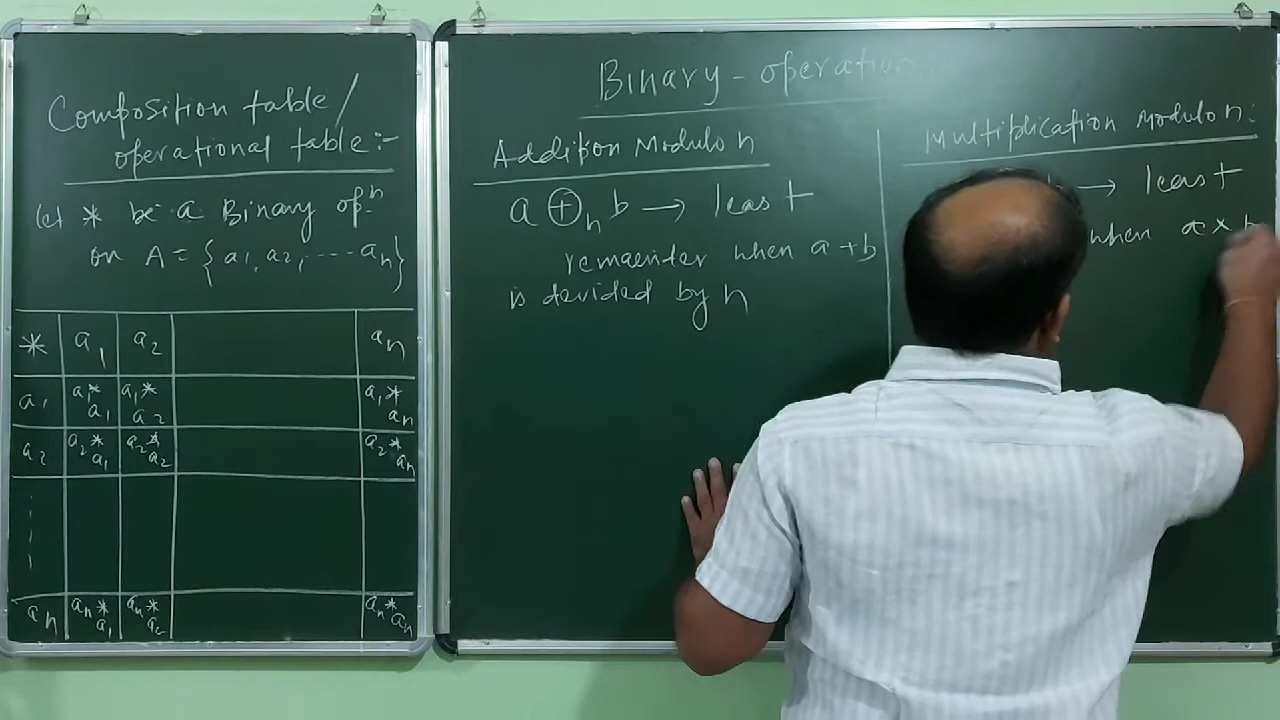 Composition table/
operational table:-
Let * be a Binary opⁿ
on A = {a₁, a₂, ---- aₙ}
* a₁ a₂ aₙ
a₁ a₁* a₁ a₁* a₂ a₁* aₙ
a₂ a₂* a₁ a₂* a₂ a₂* aₙ
aₙ aₙ* a₁ aₙ* a₂ aₙ* aₙ
Binary - operation
Addition Modulo n
a ⊕ₙ b → least
remainder when a + b
is devided by n
Multiplication Modulo n:
b → least
when a × b